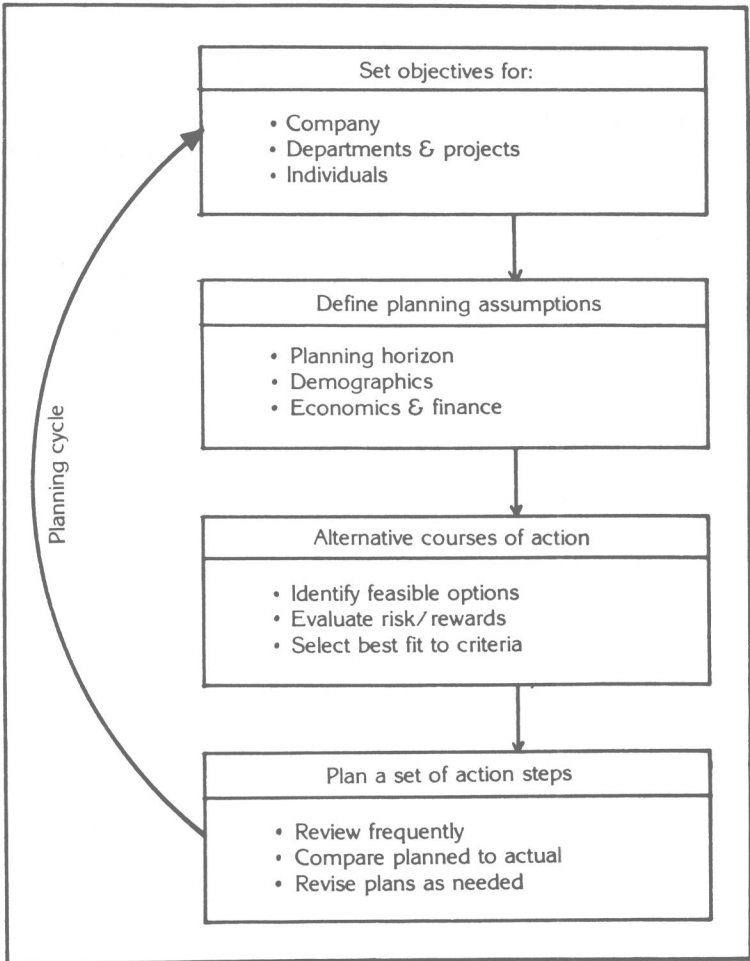 Set objectives for:
• Company
• Departments & projects
• Individuals
Define planning assumptions
• Planning horizon
• Demographics
• Economics & finance
Planning cycle
Alternative courses of action
• Identify feasible options
• Evaluate risk/rewards
• Select best fit to criteria
Plan a set of action steps
• Review frequently
• Compare planned to actual
• Revise plans as needed